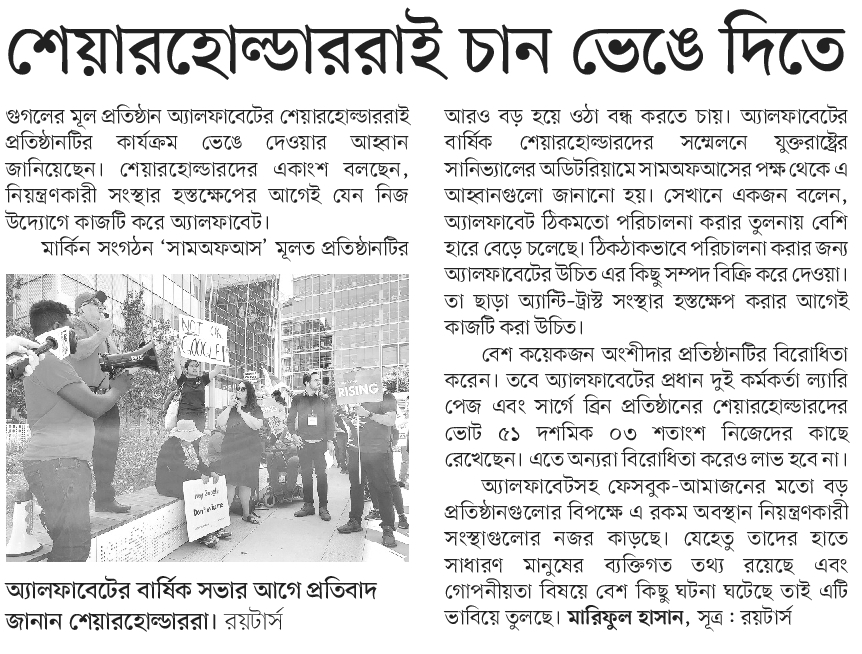 শেয়ারহোল্ডাররাই চান ভেঙে দিতে
গুগলের মূল প্রতিষ্ঠান অ্যালফাবেটের শেয়ারহোল্ডাররাই
প্রতিষ্ঠানটির কার্যক্রম ভেঙে দেওয়ার আহ্বান
জানিয়েছেন। শেয়ারহোল্ডারদের একাংশ বলছেন,
নিয়ন্ত্রণকারী সংস্থার হস্তক্ষেপের আগেই যেন নিজ
উদ্যোগে কাজটি করে অ্যালফাবেট।
মার্কিন সংগঠন ‘সামঅফআস’ মূলত প্রতিষ্ঠানটির
NOT OK
GOOGLE!
RISING
Hey Google
Don't
অ্যালফাবেটের বার্ষিক সভার আগে প্রতিবাদ
জানান শেয়ারহোল্ডাররা। রয়টার্স
আরও বড় হয়ে ওঠা বন্ধ করতে চায়। অ্যালফাবেটের
বার্ষিক শেয়ারহোল্ডারদের সম্মেলনে যুক্তরাষ্ট্রের
সানিভ্যালের অডিটরিয়ামে সামঅফআসের পক্ষ থেকে এ
আহ্বানগুলো জানানো হয়। সেখানে একজন বলেন,
অ্যালফাবেট ঠিকমতো পরিচালনা করার তুলনায় বেশি
হারে বেড়ে চলেছে। ঠিকঠাকভাবে পরিচালনা করার জন্য
অ্যালফাবেটের উচিত এর কিছু সম্পদ বিক্রি করে দেওয়া।
তা ছাড়া অ্যান্টি-ট্রাস্ট সংস্থার হস্তক্ষেপ করার আগেই
কাজটি করা উচিত।
বেশ কয়েকজন অংশীদার প্রতিষ্ঠানটির বিরোধিতা
করেন। তবে অ্যালফাবেটের প্রধান দুই কর্মকর্তা ল্যারি
পেজ এবং সার্গে ব্রিন প্রতিষ্ঠানের শেয়ারহোল্ডারদের
ভোট ৫১ দশমিক ০৩ শতাংশ নিজেদের কাছে
রেখেছেন। এতে অন্যরা বিরোধিতা করেও লাভ হবে না।
অ্যালফাবেটসহ ফেসবুক-আমাজনের মতো বড়
প্রতিষ্ঠানগুলোর বিপক্ষে এ রকম অবস্থান নিয়ন্ত্রণকারী
সংস্থাগুলোর নজর কাড়ছে। যেহেতু তাদের হাতে
সাধারণ মানুষের ব্যক্তিগত তথ্য রয়েছে এবং
গোপনীয়তা বিষয়ে বেশ কিছু ঘটনা ঘটেছে তাই এটি
ভাবিয়ে তুলছে। মারিফুল হাসান, সূত্র : রয়টার্স